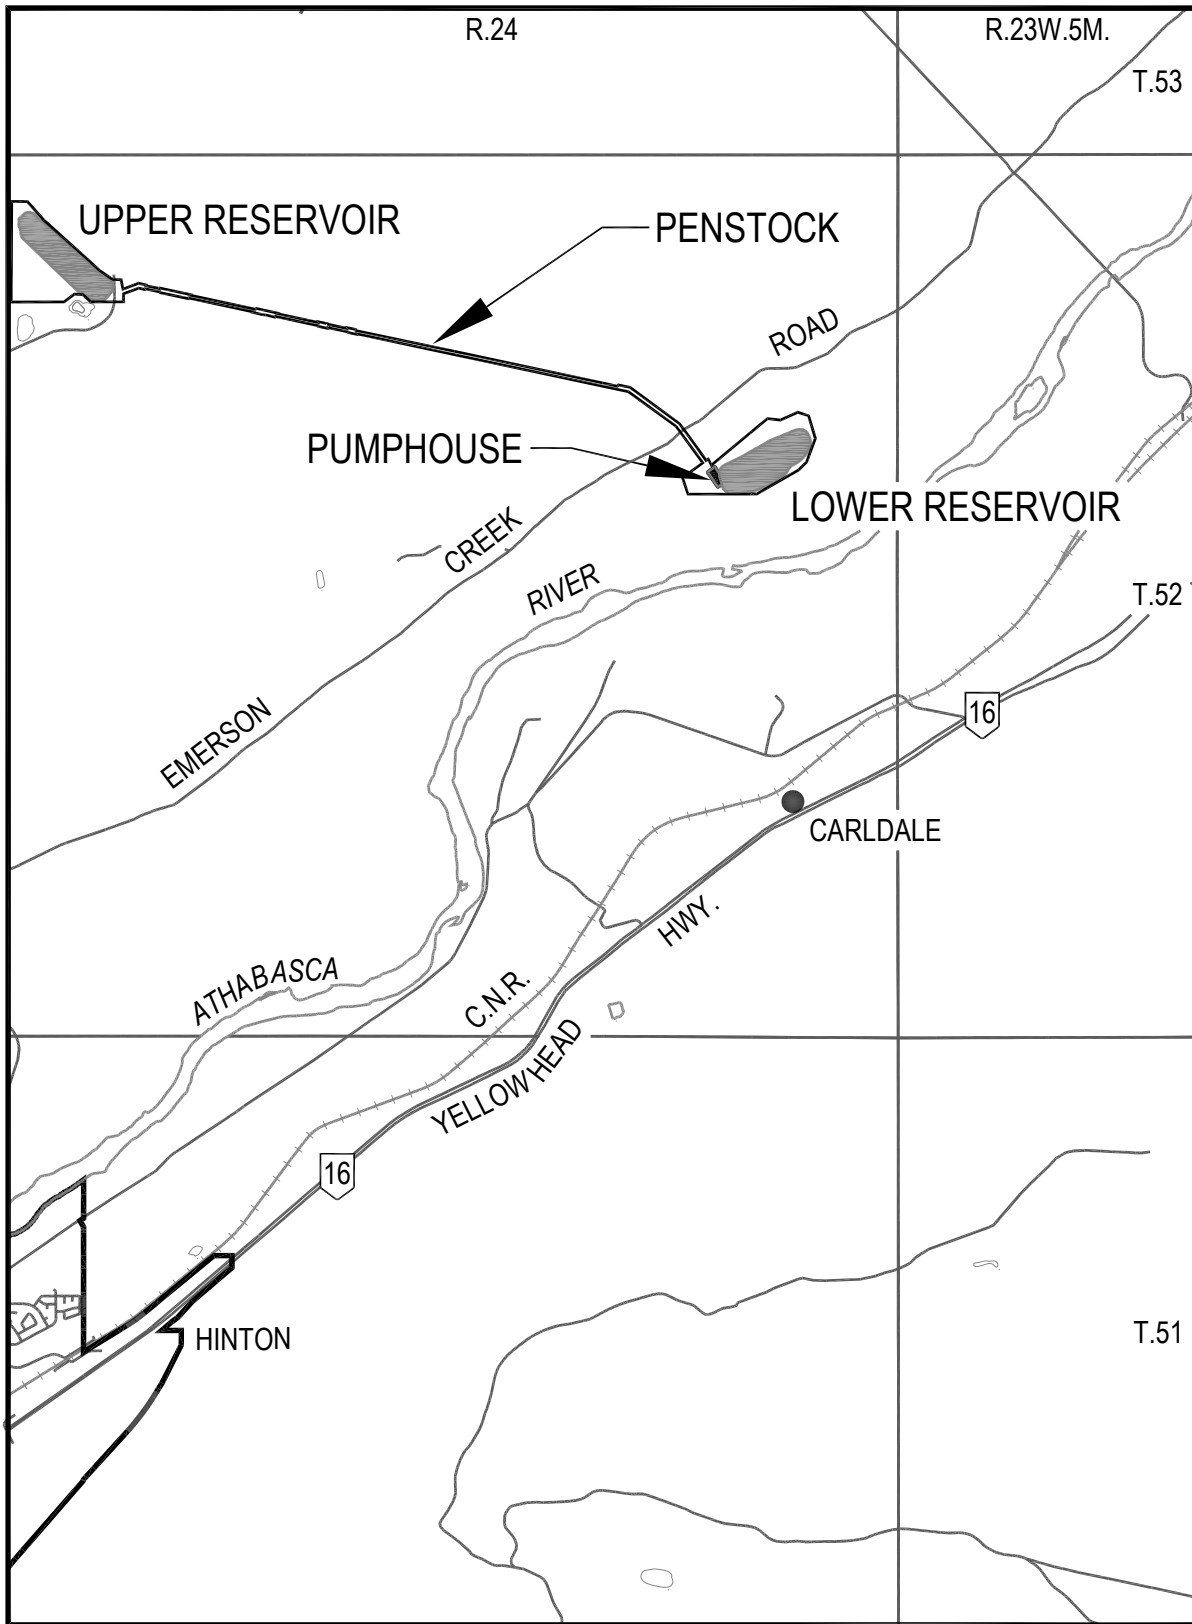 R.24
R.23W.5M.
T.53
UPPER RESERVOIR
PENSTOCK
ROAD
PUMPHOUSE
LOWER RESERVOIR
CREEK
RIVER
T.52
EMERSON
16
CARLDALE
HWY.
ATHABASCA
C.N.R.
YELLOWHEAD
16
HINTON
T.51